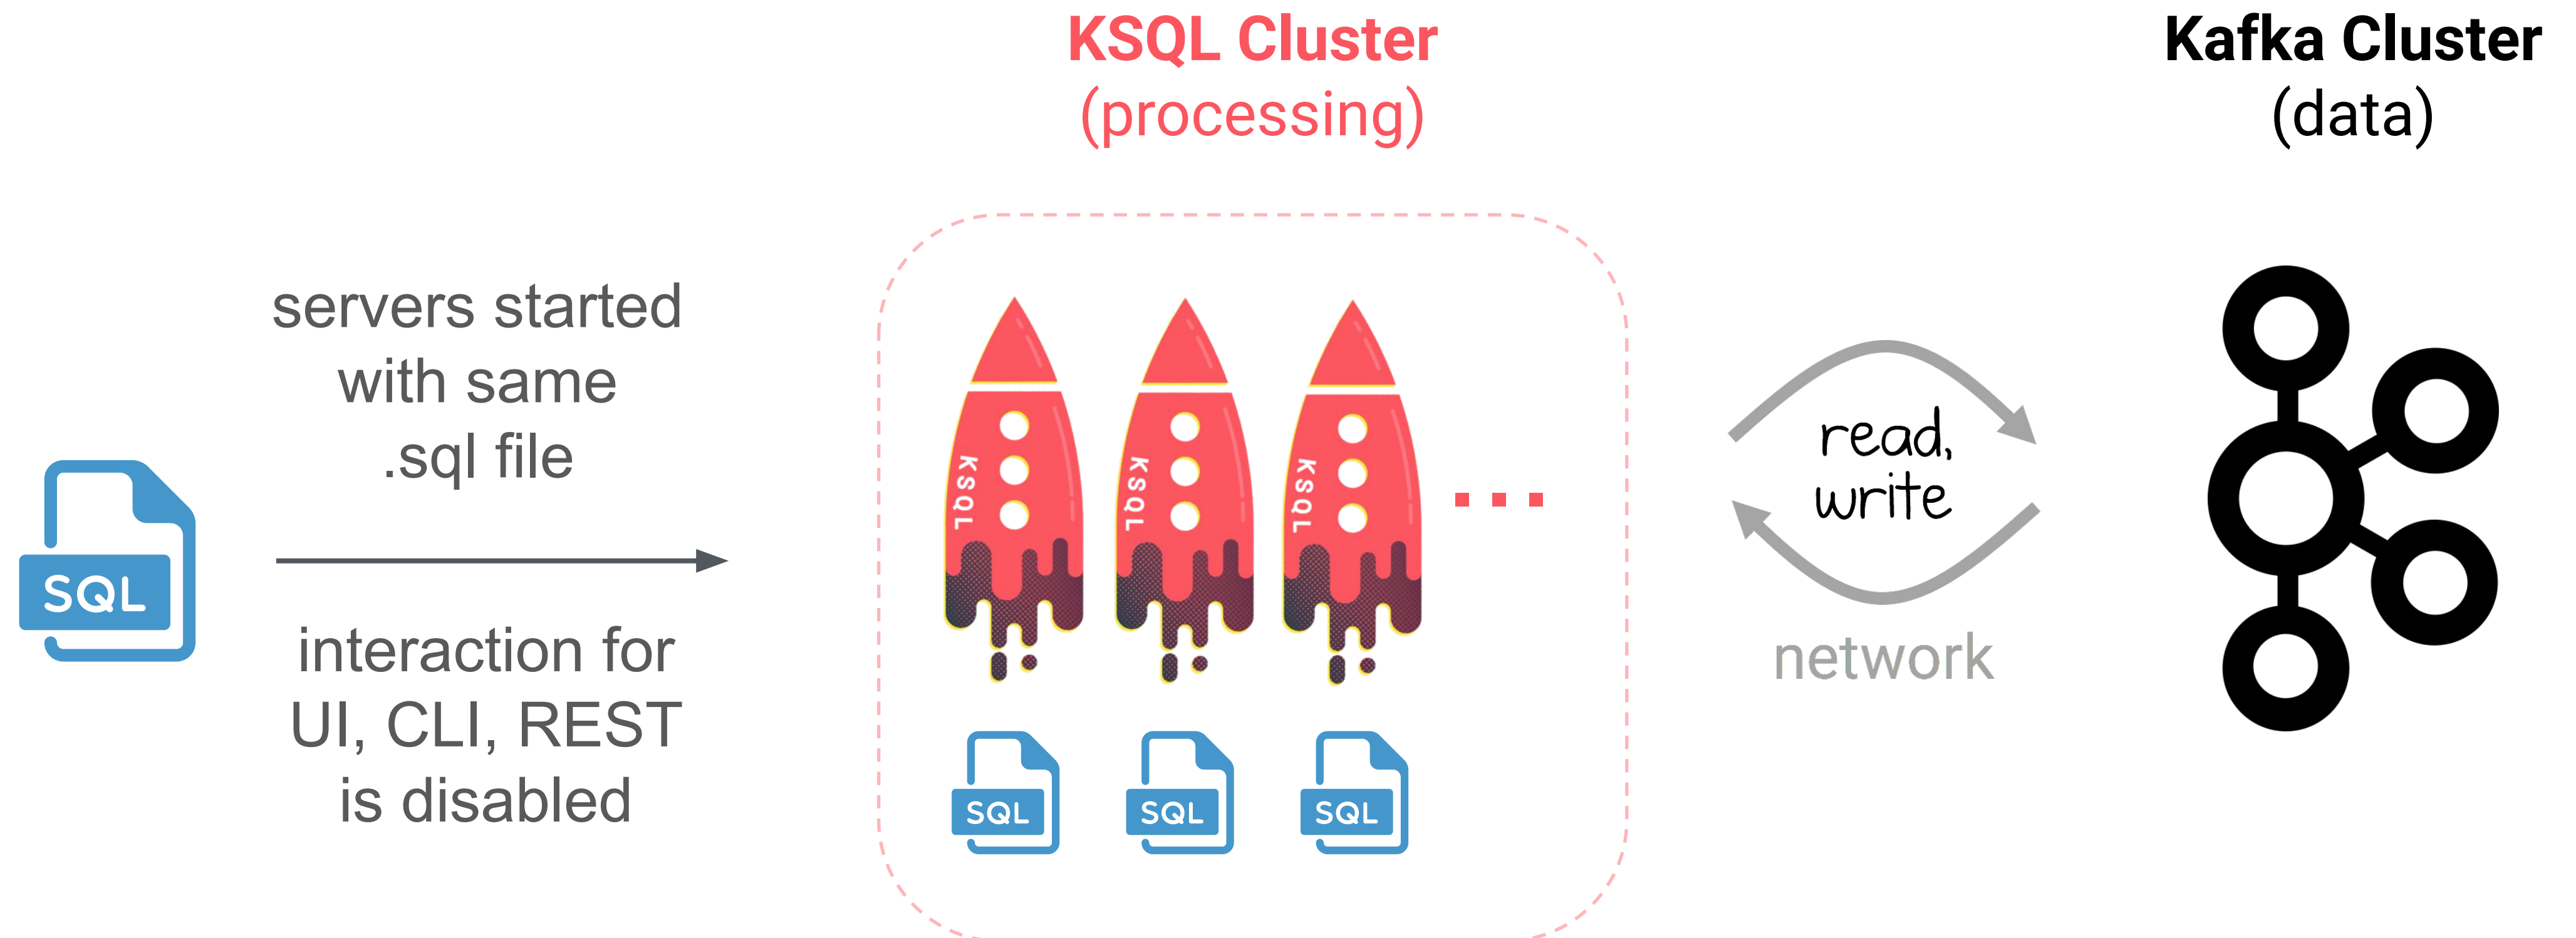 KSQL Cluster
(processing)
Kafka Cluster
(data)
servers started
with same
.sql file
SQL
interaction for
UI, CLI, REST
is disabled
KSQL
KSQL
KSQL
SQL
SQL
SQL
read,
write
network